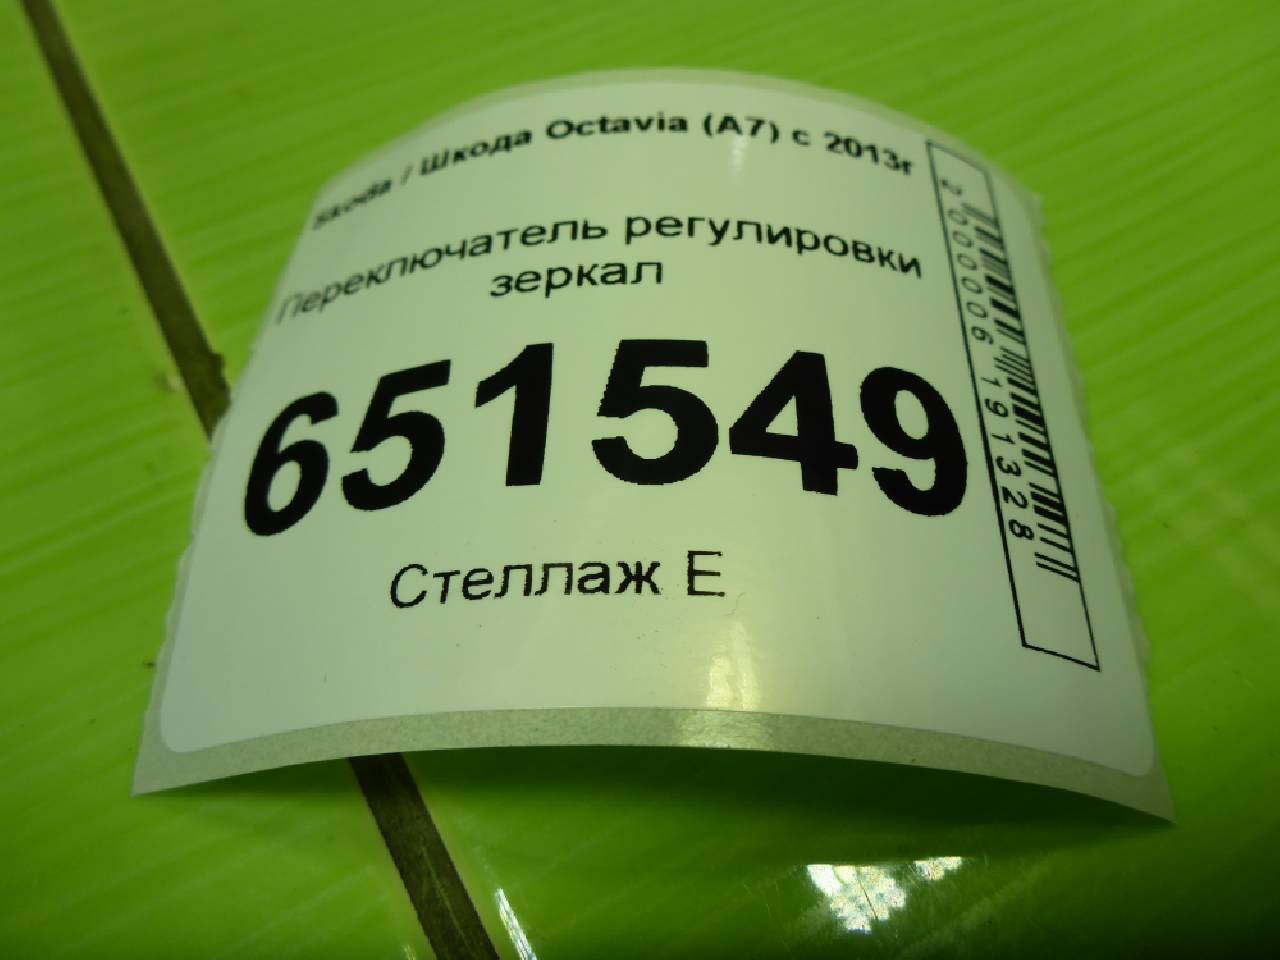 Skoda / Шкода Octavia (A7) с 2013г
Переключатель регулировки
зеркал
651549
Стеллаж Е
2000006191328